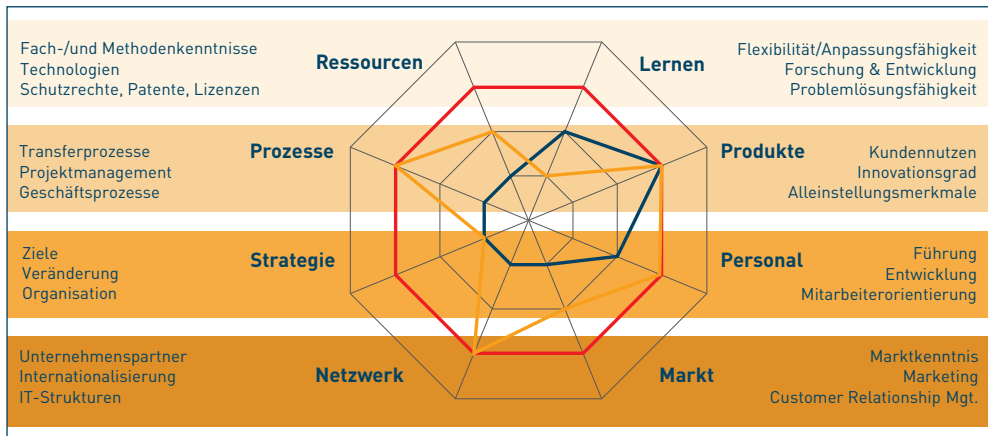 Fach-/und Methodenkenntnisse
Technologien
Schutzrechte, Patente, Lizenzen
Ressourcen
Lernen
Flexibilität/Anpassungsfähigkeit
Forschung & Entwicklung
Problemlösungsfähigkeit
Transferprozesse
Projektmanagement
Geschäftsprozesse
Prozesse
Produkte
Kundennutzen
Innovationsgrad
Alleinstellungsmerkmale
Ziele
Veränderung
Organisation
Strategie
Personal
Führung
Entwicklung
Mitarbeiterorientierung
Unternehmenspartner
Internationalisierung
IT-Strukturen
Netzwerk
Markt
Marktkenntnis
Marketing
Customer Relationship Mgt.